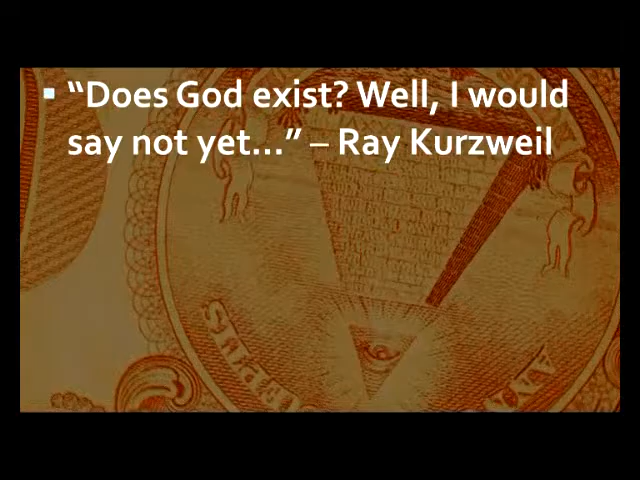 “Does God exist? Well, I would
say not yet…” – Ray Kurzweil